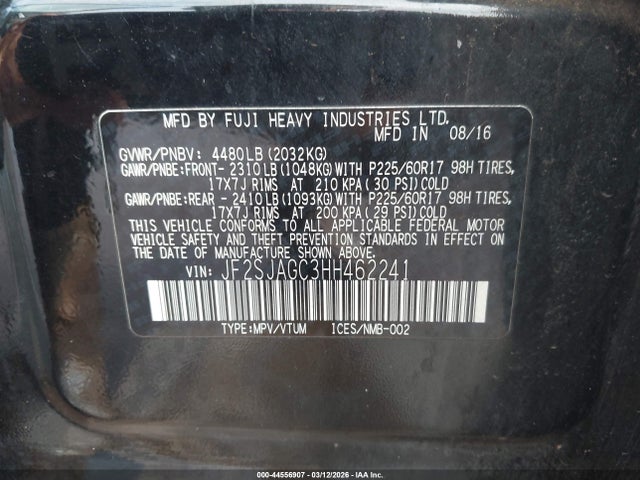 MFD BY FUJI HEAVY INDUSTRIES LTD.
MFD IN 08/16
GVWR/PNBV: 4480LB(2032KG)
GAWR/PNBE:FRONT- 2310LB(1048KG)WITH P225/60R17 98H TIRES,
17X7J RIMS AT 210 KPA(30 PSI)COLD
GAWR/PNBE:REAR - 2410LB(1093KG)WITH P225/60R17 98H TIRES,
17X7J RIMS AT 200 KPA(29 PSI)COLD
THIS VEHICLE CONFORMS TO ALL APPLICABLE FEDERAL MOTOR
VEHICLE SAFETY AND THEFT PREVENTION STANDARDS IN EFFECT ON
THE DATE OF MANUFACTURE SHOWN ABOVE.
VIN: JF2SJAGC3HH462241
TYPE:MPV/VTUM ICES/NMB-002
000-44556907 - 03/12/2026 - IAA Inc.